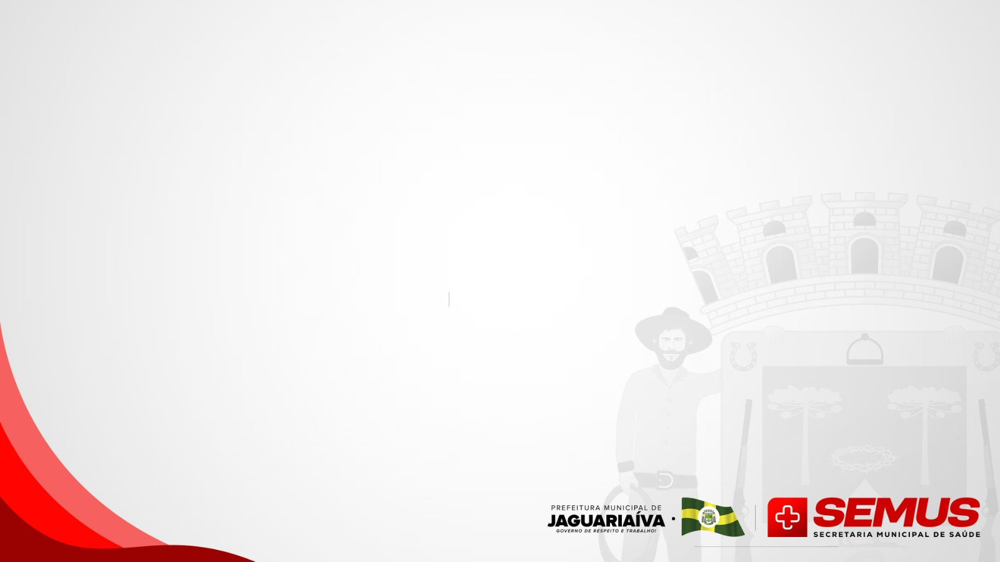 PREFEITURA MUNICIPAL DE
JAGUARIAÍVA
GOVERNO DE RESPEITO E TRABALHO!
SEMUS
SECRETARIA MUNICIPAL DE SAÚDE